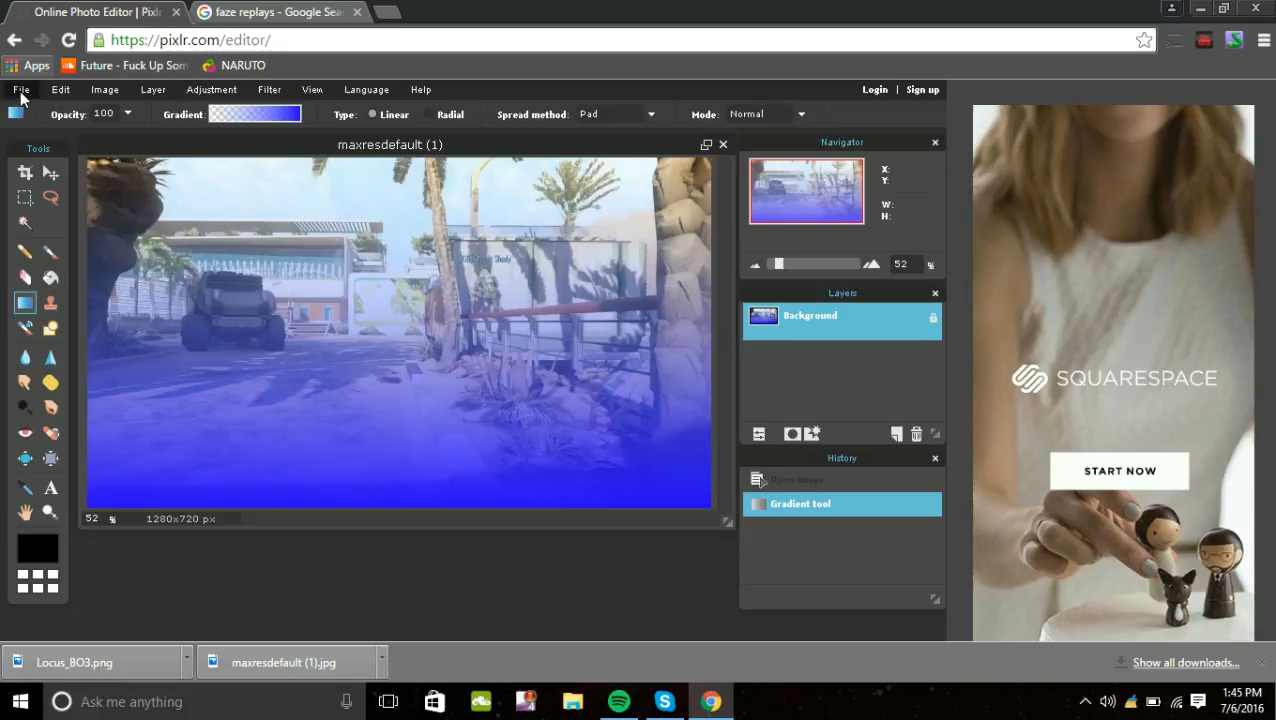 Online Photo Editor | Pixlr
faze replays - Google Sea
https://pixlr.com/editor/
Apps
Future - Fuck Up Som
NARUTO
File Edit Image Layer Adjustment Filter View Language Help
Login Sign up
Opacity: 100 Gradient: Type: Linear Radial Spread method: Pad Mode: Normal
Tools
maxresdefault (1)
Navigator
X:
Y:
W:
H:
52 %
Layers
Background
History
Open image
Gradient tool
52 % 1280x720 px
SQUARESPACE
START NOW
Locus_BO3.png
maxresdefault (1).jpg
Show all downloads...
Ask me anything
1:45 PM
7/6/2016